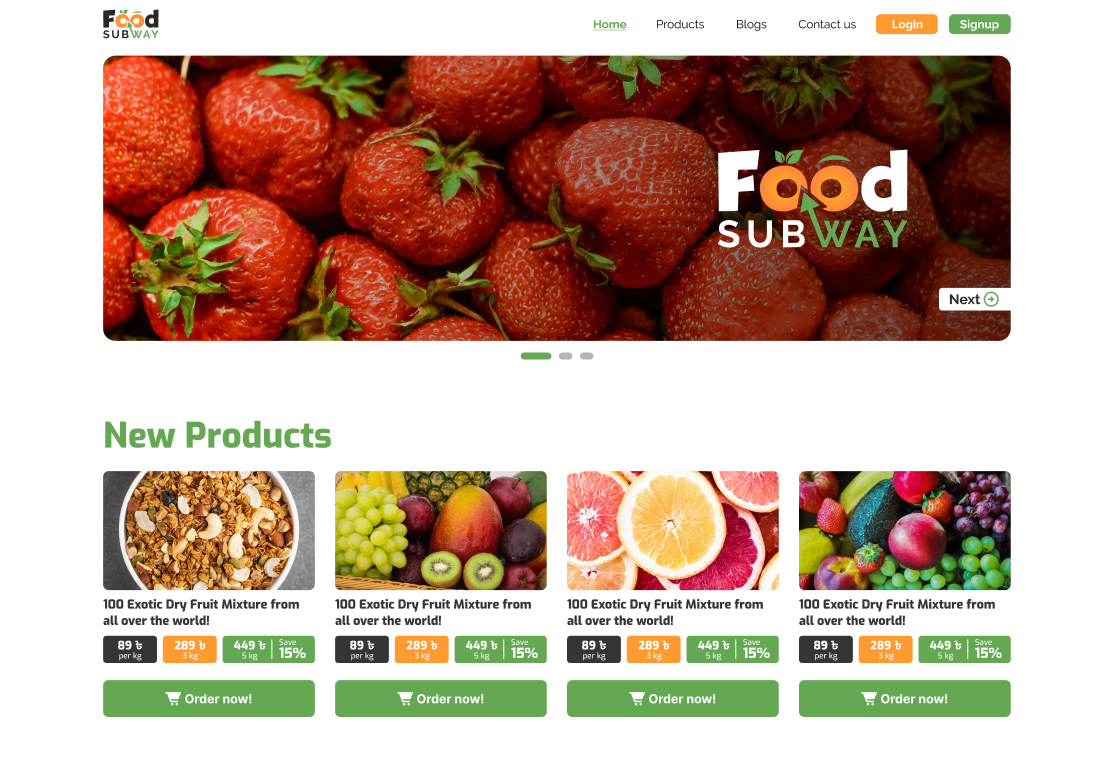 Food
SUBWAY
Home Products Blogs Contact us Login Signup
Food
SUBWAY
Next
New Products
100 Exotic Dry Fruit Mixture from
all over the world!
89 ৳ 289 ৳ 449 ৳ Save
per kg 3 kg 5 kg 15%
Order now!
100 Exotic Dry Fruit Mixture from
all over the world!
89 ৳ 289 ৳ 449 ৳ Save
per kg 3 kg 5 kg 15%
Order now!
100 Exotic Dry Fruit Mixture from
all over the world!
89 ৳ 289 ৳ 449 ৳ Save
per kg 3 kg 5 kg 15%
Order now!
100 Exotic Dry Fruit Mixture from
all over the world!
89 ৳ 289 ৳ 449 ৳ Save
per kg 3 kg 5 kg 15%
Order now!